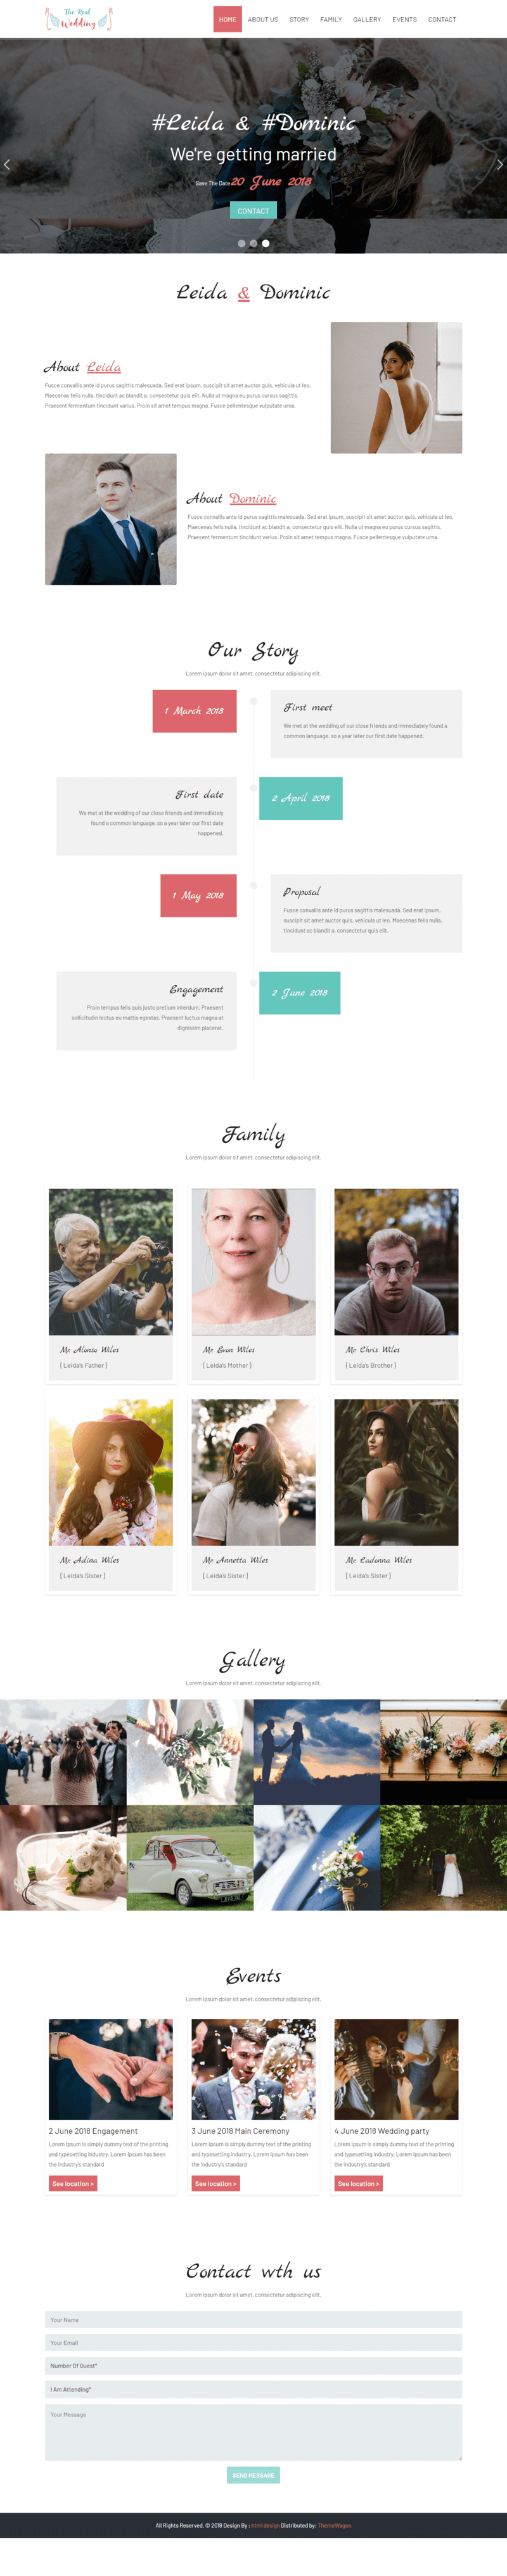 The Real
Wedding
HOME ABOUT US STORY FAMILY GALLERY EVENTS CONTACT
#Leida & #Dominic
We're getting married
Save The Date 20 June 2018
CONTACT
Leida & Dominic
About Leida
Fusce convallis ante id purus sagittis malesuada. Sed erat ipsum, suscipit sit amet auctor quis, vehicula ut leo.
Maecenas felis nulla, tincidunt ac blandit a, consectetur quis elit. Nulla ut magna eu purus cursus sagittis.
Praesent fermentum tincidunt varius. Proin sit amet tempus magna. Fusce pellentesque vulputate urna.
About Dominic
Fusce convallis ante id purus sagittis malesuada. Sed erat ipsum, suscipit sit amet auctor quis, vehicula ut leo.
Maecenas felis nulla, tincidunt ac blandit a, consectetur quis elit. Nulla ut magna eu purus cursus sagittis.
Praesent fermentum tincidunt varius. Proin sit amet tempus magna. Fusce pellentesque vulputate urna.
Our Story
Lorem ipsum dolor sit amet, consectetur adipiscing elit.
1 March 2018
First meet
We met at the wedding of our close friends and immediately found a
common language, so a year later our first date happened.
First date
We met at the wedding of our close friends and immediately
found a common language, so a year later our first date
happened.
2 April 2018
1 May 2018
Proposal
Fusce convallis ante id purus sagittis malesuada. Sed erat ipsum,
suscipit sit amet auctor quis, vehicula ut leo. Maecenas felis nulla,
tincidunt ac blandit a, consectetur quis elit.
Engagement
Proin tempus felis quis justo pretium interdum. Praesent
sollicitudin lectus eu mattis egestas. Praesent luctus magna at
dignissim placerat.
2 June 2018
Family
Lorem ipsum dolor sit amet, consectetur adipiscing elit.
Mr Alonso Wiles
( Leida's Father )
Mr Evan Wiles
( Leida's Mother )
Mr Chris Wiles
( Leida's Brother )
Mr Adina Wiles
( Leida's Sister )
Mr Annetta Wiles
( Leida's Sister )
Mr Ladonna Wiles
( Leida's Sister )
Gallery
Lorem ipsum dolor sit amet, consectetur adipiscing elit.
Events
Lorem ipsum dolor sit amet, consectetur adipiscing elit.
2 June 2018 Engagement
Lorem Ipsum is simply dummy text of the printing
and typesetting industry. Lorem Ipsum has been
the industry's standard
See location >
3 June 2018 Main Ceremony
Lorem Ipsum is simply dummy text of the printing
and typesetting industry. Lorem Ipsum has been
the industry's standard
See location >
4 June 2018 Wedding party
Lorem Ipsum is simply dummy text of the printing
and typesetting industry. Lorem Ipsum has been
the industry's standard
See location >
Contact wth us
Lorem ipsum dolor sit amet, consectetur adipiscing elit.
Your Name
Your Email
Number Of Guest*
I Am Attending*
Your Message
SEND MESSAGE
All Rights Reserved. © 2018 Design By : html design Distributed by: ThemeWagon